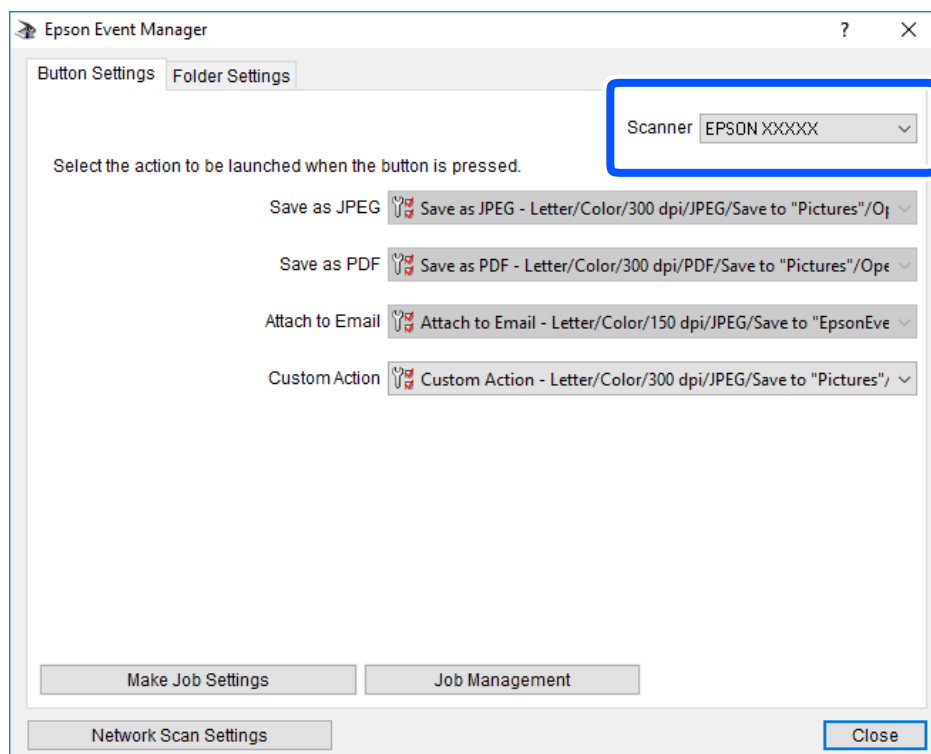 Epson Event Manager
Button Settings
Folder Settings
Scanner EPSON XXXXX
Select the action to be launched when the button is pressed.
Save as JPEG Save as JPEG - Letter/Color/300 dpi/JPEG/Save to "Pictures"/Op
Save as PDF Save as PDF - Letter/Color/300 dpi/PDF/Save to "Pictures"/Ope
Attach to Email Attach to Email - Letter/Color/150 dpi/JPEG/Save to "EpsonEve
Custom Action Custom Action - Letter/Color/300 dpi/JPEG/Save to "Pictures"/
Make Job Settings
Job Management
Network Scan Settings
Close